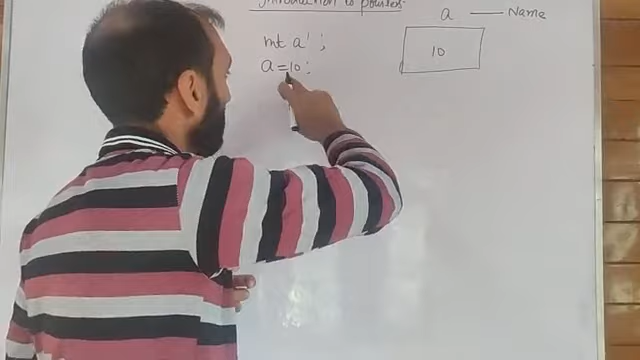 Introduction to pointers
a — Name
int a ;
10
a = 10 ;